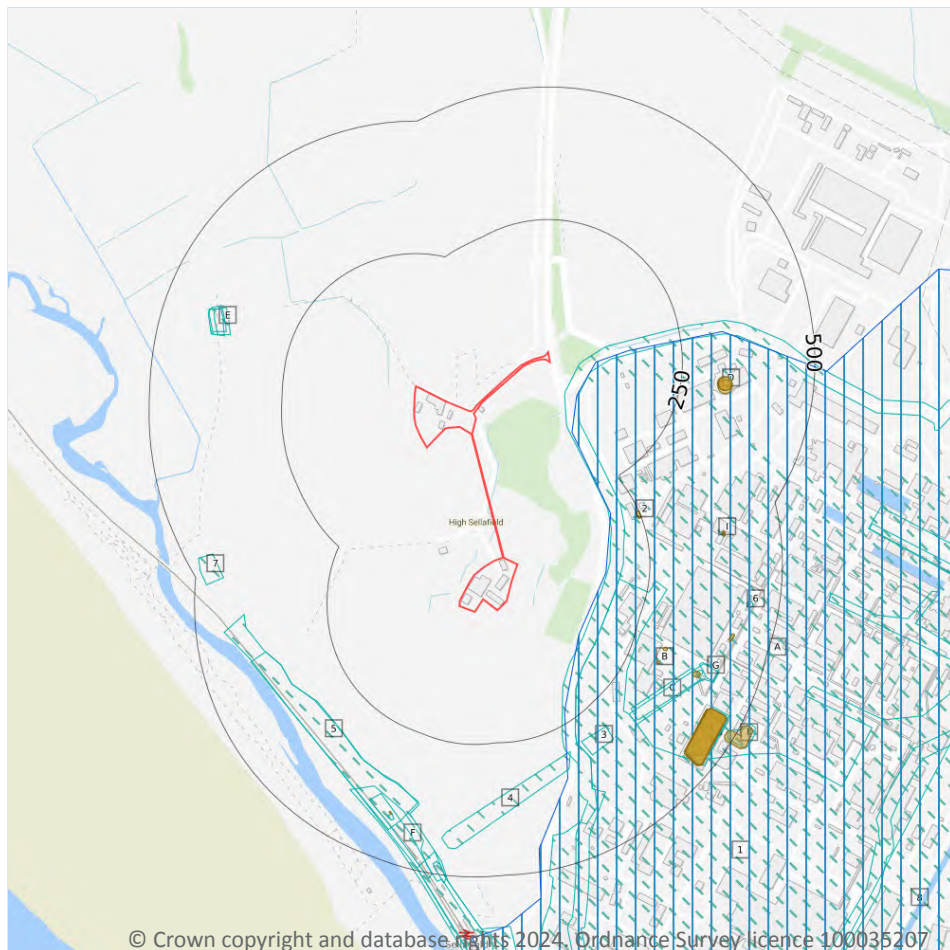 E
500
250
D
2
High Sellafield
I
7
6
A
B
G
C
5
3
4
F
1
8
© Crown copyright and database rights 2024. Ordnance Survey licence 100035207